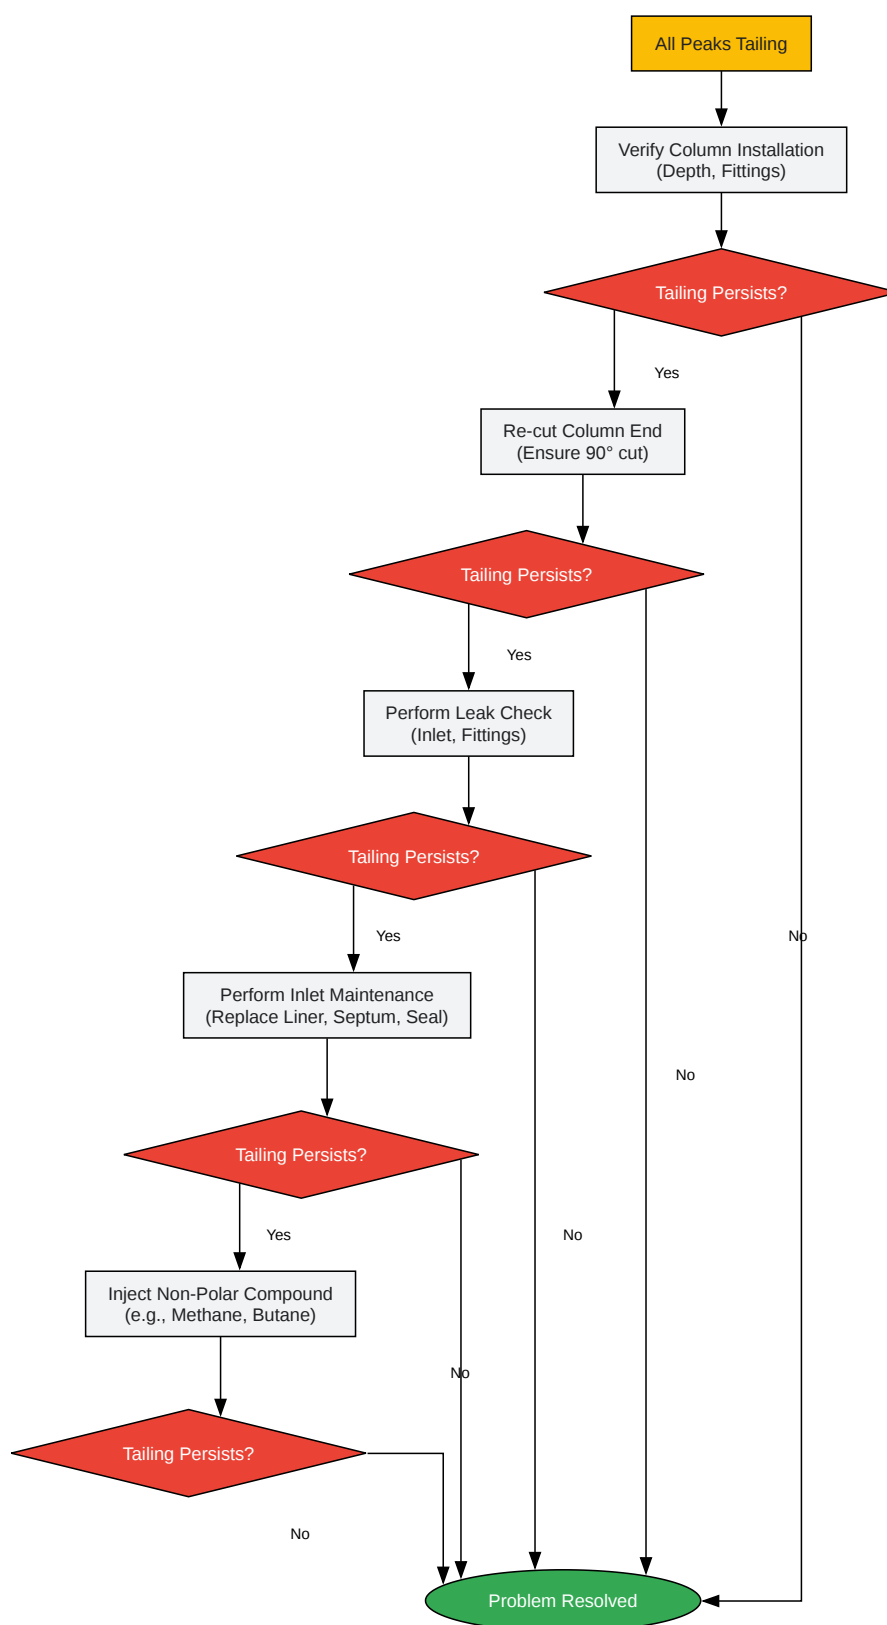 All Peaks Tailing
Verify Column Installation
(Depth, Fittings)
Tailing Persists?
Yes
Re-cut Column End
(Ensure 90° cut)
Tailing Persists?
Yes
Perform Leak Check
(Inlet, Fittings)
Tailing Persists?
Yes
No
Perform Inlet Maintenance
(Replace Liner, Septum, Seal)
No
Tailing Persists?
Yes
No
Inject Non-Polar Compound
(e.g., Methane, Butane)
No
Tailing Persists?
No
Problem Resolved